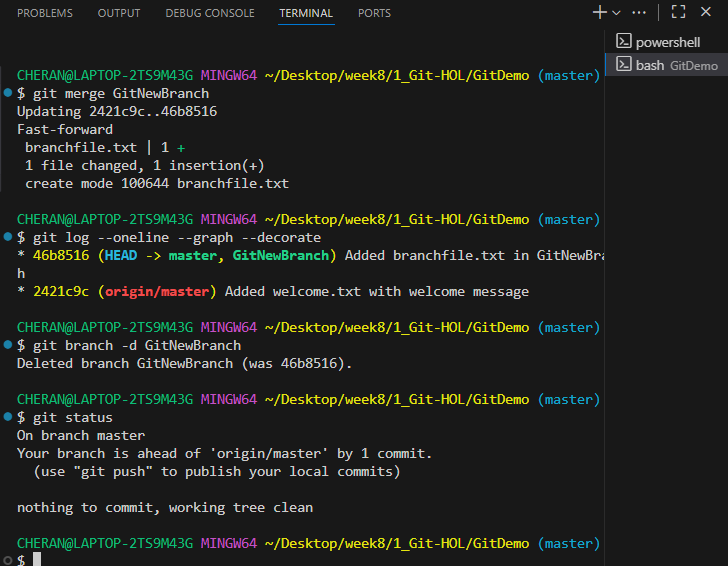 PROBLEMS OUTPUT DEBUG CONSOLE TERMINAL PORTS
powershell
bash GitDemo
CHERAN@LAPTOP-2TS9M43G MINGW64 ~/Desktop/week8/1_Git-HOL/GitDemo (master)
$ git merge GitNewBranch
Updating 2421c9c..46b8516
Fast-forward
 branchfile.txt | 1 +
 1 file changed, 1 insertion(+)
 create mode 100644 branchfile.txt
CHERAN@LAPTOP-2TS9M43G MINGW64 ~/Desktop/week8/1_Git-HOL/GitDemo (master)
$ git log --oneline --graph --decorate
* 46b8516 (HEAD -> master, GitNewBranch) Added branchfile.txt in GitNewBra
h
* 2421c9c (origin/master) Added welcome.txt with welcome message
CHERAN@LAPTOP-2TS9M43G MINGW64 ~/Desktop/week8/1_Git-HOL/GitDemo (master)
$ git branch -d GitNewBranch
Deleted branch GitNewBranch (was 46b8516).
CHERAN@LAPTOP-2TS9M43G MINGW64 ~/Desktop/week8/1_Git-HOL/GitDemo (master)
$ git status
On branch master
Your branch is ahead of 'origin/master' by 1 commit.
  (use "git push" to publish your local commits)
nothing to commit, working tree clean
CHERAN@LAPTOP-2TS9M43G MINGW64 ~/Desktop/week8/1_Git-HOL/GitDemo (master)
$